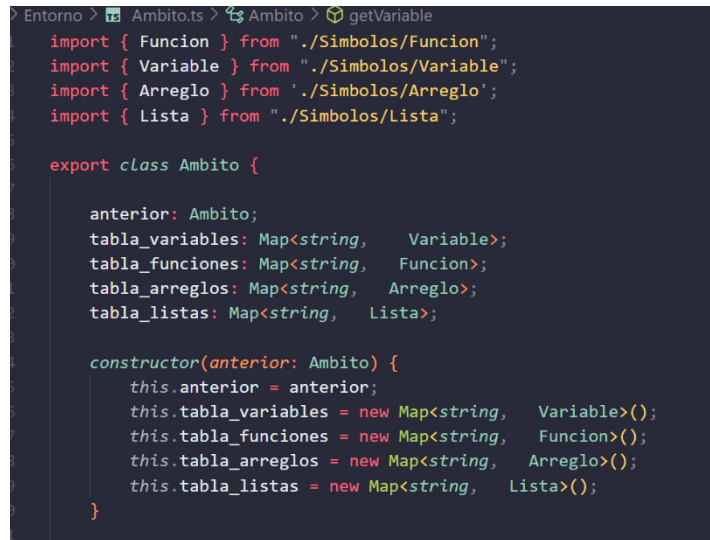 > Entorno > TS Ambito.ts > Ambito > getVariable
import { Funcion } from "./Simbolos/Funcion";
import { Variable } from "./Simbolos/Variable";
import { Arreglo } from './Simbolos/Arreglo';
import { Lista } from "./Simbolos/Lista";
export class Ambito {
anterior: Ambito;
tabla_variables: Map<string, Variable>;
tabla_funciones: Map<string, Funcion>;
tabla_arreglos: Map<string, Arreglo>;
tabla_listas: Map<string, Lista>;
constructor(anterior: Ambito) {
this.anterior = anterior;
this.tabla_variables = new Map<string, Variable>();
this.tabla_funciones = new Map<string, Funcion>();
this.tabla_arreglos = new Map<string, Arreglo>();
this.tabla_listas = new Map<string, Lista>();
}